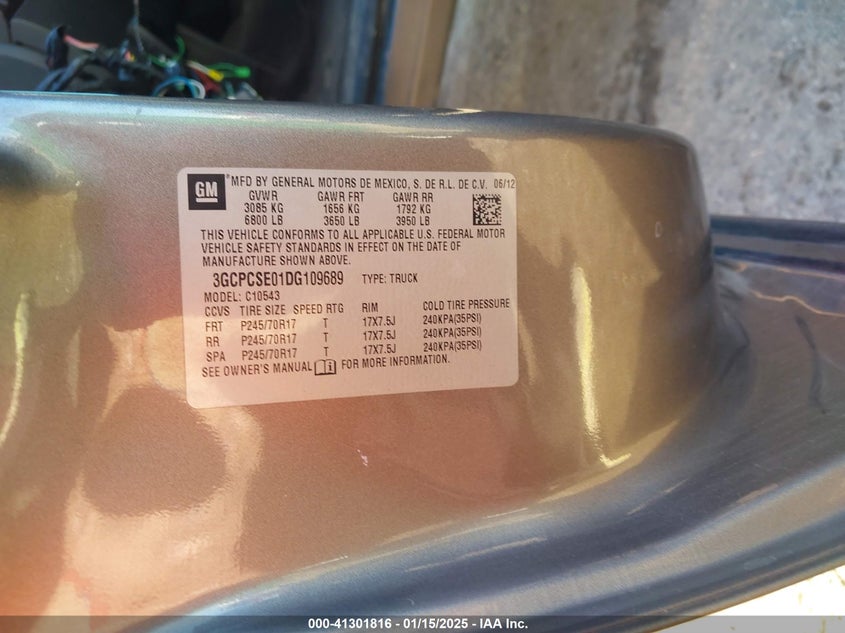 GM
® MFD BY GENERAL MOTORS DE MEXICO, S. DE R.L. DE C.V. 06/12
GVWR GAWR FRT GAWR RR
3085 KG 1656 KG 1792 KG
6800 LB 3650 LB 3950 LB
THIS VEHICLE CONFORMS TO ALL APPLICABLE U.S. FEDERAL MOTOR
VEHICLE SAFETY STANDARDS IN EFFECT ON THE DATE OF
MANUFACTURE SHOWN ABOVE.
3GCPCSE01DG109689 TYPE: TRUCK
MODEL: C10543
CCVS TIRE SIZE SPEED RTG RIM COLD TIRE PRESSURE
FRT P245/70R17 T 17X7.5J 240KPA(35PSI)
RR P245/70R17 T 17X7.5J 240KPA(35PSI)
SPA P245/70R17 T 17X7.5J 240KPA(35PSI)
SEE OWNER'S MANUAL FOR MORE INFORMATION.
000-41301816 — 01/15/2025 — IAA Inc.